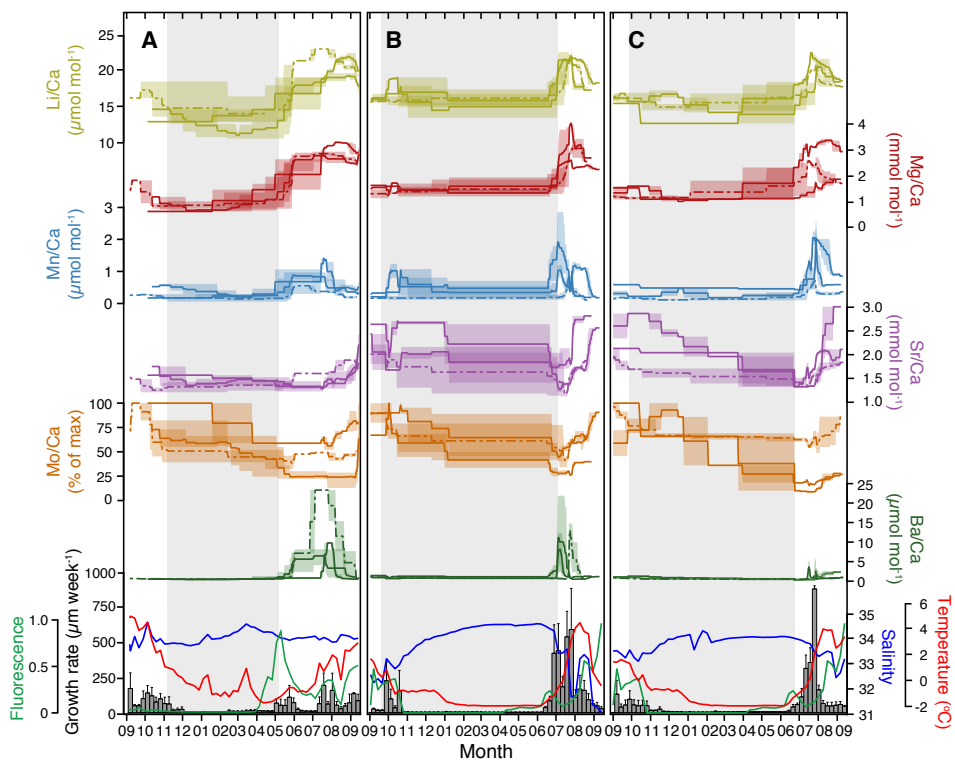 A
B
C
25
20
15
10
Li/Ca
(µmol mol-1)
4
3
2
1
0
Mg/Ca
(mmol mol-1)
3
2
1
0
Mn/Ca
(µmol mol-1)
3.0
2.5
2.0
1.5
1.0
Sr/Ca
(mmol mol-1)
100
75
50
25
0
Mo/Ca
(% of max)
25
20
15
10
5
0
Ba/Ca
(µmol mol-1)
1000
750
500
250
0
Growth rate (µm week-1)
1.0
0.5
0
Fluorescence
35
34
33
32
31
Salinity
6
4
2
0
-2
Temperature (ºC)
09 10 11 12 01 02 03 04 05 06 07 08 09
09 10 11 12 01 02 03 04 05 06 07 08 09
09 10 11 12 01 02 03 04 05 06 07 08 09
Month